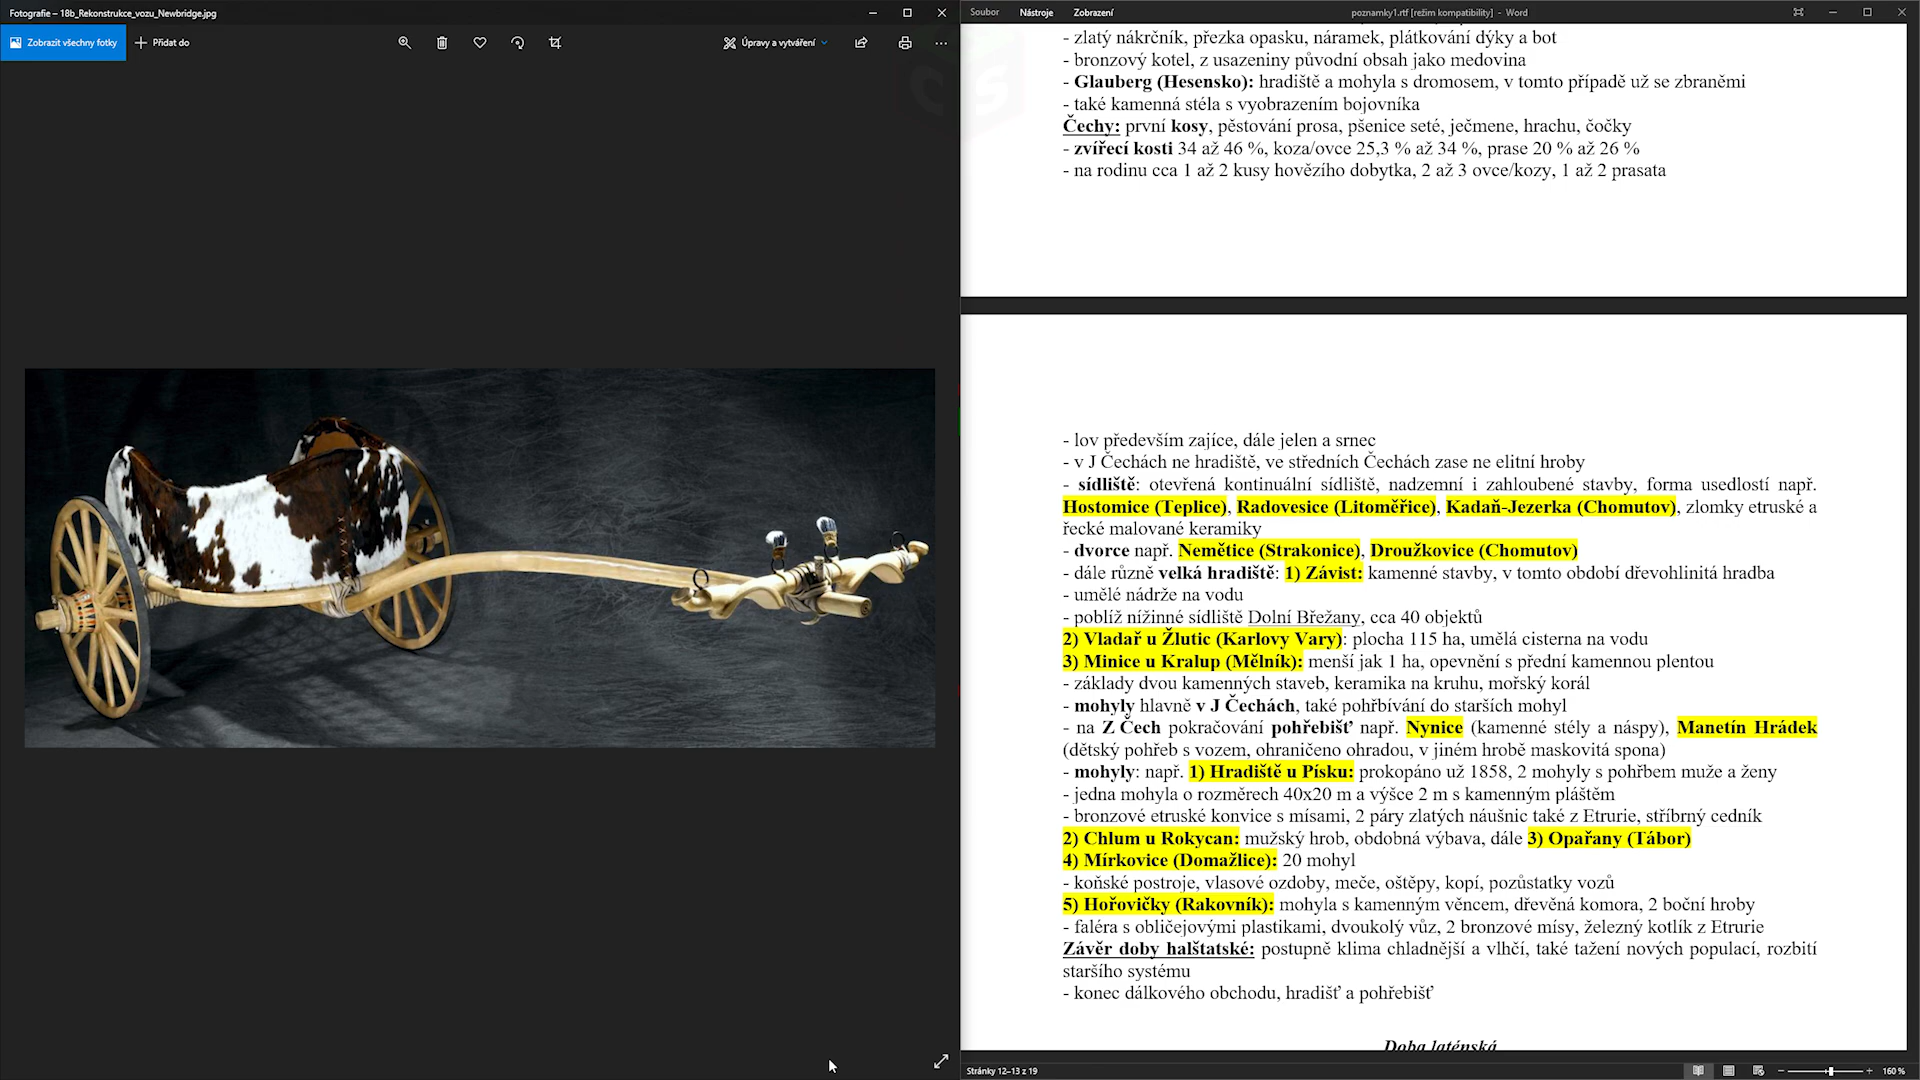 Fotografie – 18b_Rekonstrukce_vozu_Newbridge.jpg
Zobrazit všechny fotky
Přidat do
Úpravy a vytváření
Soubor Nástroje Zobrazení
poznamky1.rtf [režim kompatibility] - Word
- zlatý nákrčník, přezka opasku, náramek, plátkování dýky a bot
- bronzový kotel, z usazeniny původní obsah jako medovina
- Glauberg (Hesensko): hradiště a mohyla s dromosem, v tomto případě už se zbraněmi
- také kamenná stéla s vyobrazením bojovníka
Čechy: první kosy, pěstování prosa, pšenice seté, ječmene, hrachu, čočky
- zvířecí kosti 34 až 46 %, koza/ovce 25,3 % až 34 %, prase 20 % až 26 %
- na rodinu cca 1 až 2 kusy hovězího dobytka, 2 až 3 ovce/kozy, 1 až 2 prasata
- lov především zajíce, dále jelen a srnec
- v J Čechách ne hradiště, ve středních Čechách zase ne elitní hroby
- sídliště: otevřená kontinuální sídliště, nadzemní i zahloubené stavby, forma usedlostí např.
Hostomice (Teplice), Radovesice (Litoměřice), Kadaň-Jezerka (Chomutov), zlomky etruské a
řecké malované keramiky
- dvorce např. Nemětice (Strakonice), Droužkovice (Chomutov)
- dále různě velká hradiště: 1) Závist: kamenné stavby, v tomto období dřevohlinitá hradba
- umělé nádrže na vodu
- poblíž nížinné sídliště Dolní Břežany, cca 40 objektů
2) Vladař u Žlutic (Karlovy Vary): plocha 115 ha, umělá cisterna na vodu
3) Minice u Kralup (Mělník): menší jak 1 ha, opevnění s přední kamennou plentou
- základy dvou kamenných staveb, keramika na kruhu, mořský korál
- mohyly hlavně v J Čechách, také pohřbívání do starších mohyl
- na Z Čech pokračování pohřebišť např. Nynice (kamenné stély a náspy), Manetín Hrádek
(dětský pohřeb s vozem, ohraničeno ohradou, v jiném hrobě maskovitá spona)
- mohyly: např. 1) Hradiště u Písku: prokopáno už 1858, 2 mohyly s pohřbem muže a ženy
- jedna mohyla o rozměrech 40x20 m a výšce 2 m s kamenným pláštěm
- bronzové etruské konvice s mísami, 2 páry zlatých náušnic také z Etrurie, stříbrný cedník
2) Chlum u Rokycan: mužský hrob, obdobná výbava, dále 3) Opařany (Tábor)
4) Mírkovice (Domažlice): 20 mohyl
- koňské postroje, vlasové ozdoby, meče, oštěpy, kopí, pozůstatky vozů
5) Hořovičky (Rakovník): mohyla s kamenným věncem, dřevěná komora, 2 boční hroby
- faléra s obličejovými plastikami, dvoukolý vůz, 2 bronzové mísy, železný kotlík z Etrurie
Závěr doby halštatské: postupně klima chladnější a vlhčí, také tažení nových populací, rozbití
staršího systému
- konec dálkového obchodu, hradišť a pohřebišť
Doba laténská
Stránky 12–13 z 19
160 %